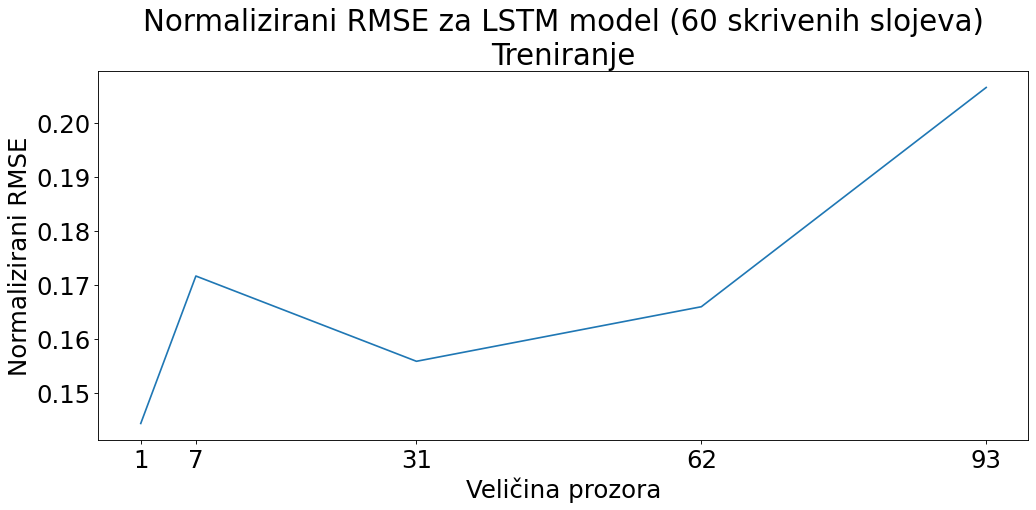 Normalizirani RMSE za LSTM model (60 skrivenih slojeva)
Treniranje
Normalizirani RMSE
0.20
0.19
0.18
0.17
0.16
0.15
1 7 31 62 93
Veličina prozora